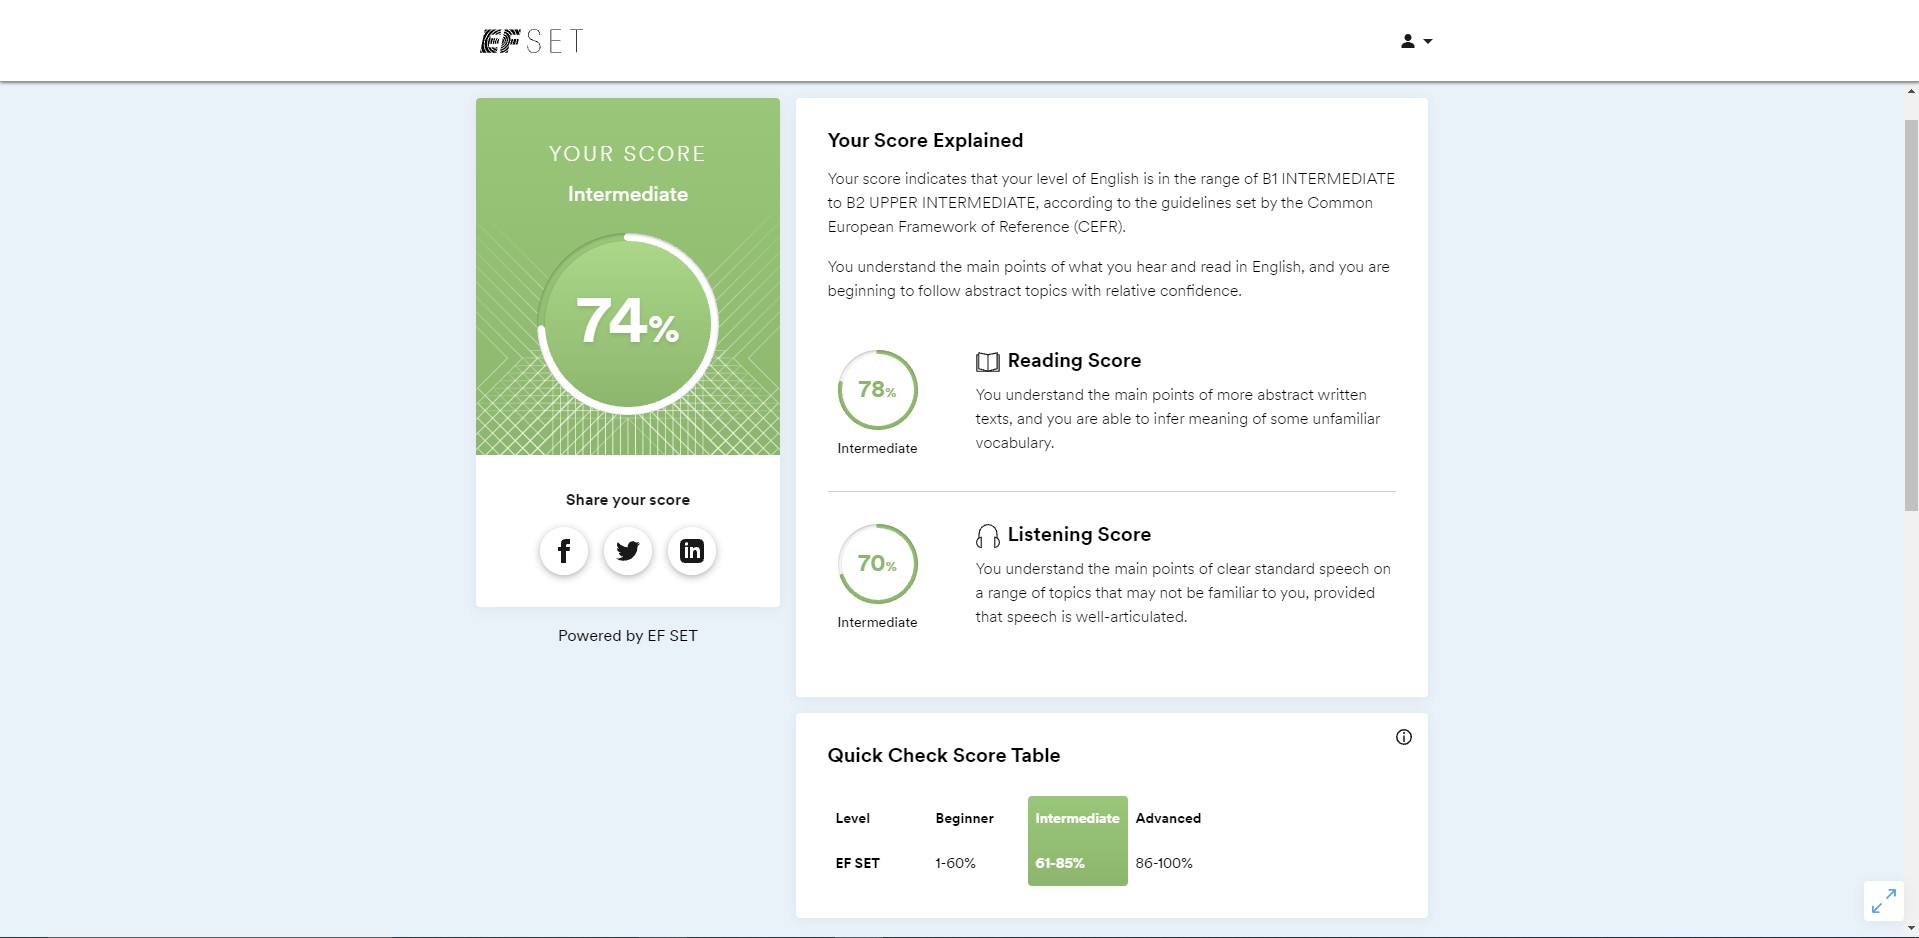 EF SET
YOUR SCORE
Intermediate
74%
Share your score
Powered by EF SET
Your Score Explained
Your score indicates that your level of English is in the range of B1 INTERMEDIATE
to B2 UPPER INTERMEDIATE, according to the guidelines set by the Common
European Framework of Reference (CEFR).
You understand the main points of what you hear and read in English, and you are
beginning to follow abstract topics with relative confidence.
78%
Intermediate
Reading Score
You understand the main points of more abstract written
texts, and you are able to infer meaning of some unfamiliar
vocabulary.
70%
Intermediate
Listening Score
You understand the main points of clear standard speech on
a range of topics that may not be familiar to you, provided
that speech is well-articulated.
Quick Check Score Table
Level Beginner Intermediate Advanced
EF SET 1-60% 61-85% 86-100%